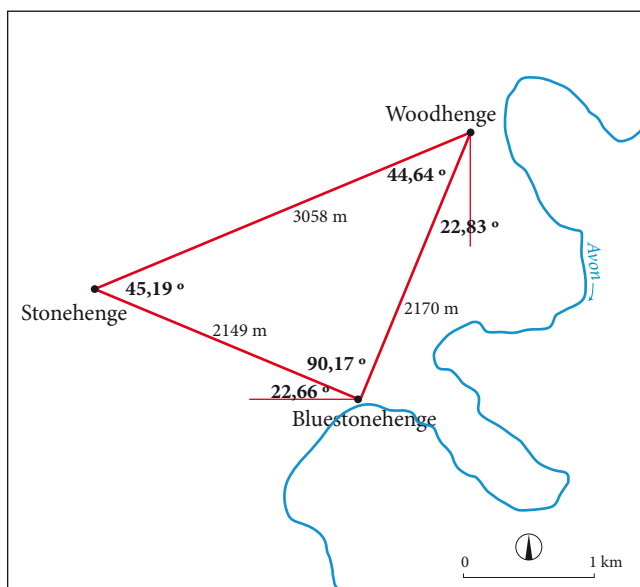 Woodhenge
44,64 º
3058 m
22,83 º
Avon
45,19 º
Stonehenge
2170 m
2149 m
90,17 º
22,66 º
Bluestonehenge
0
1 km